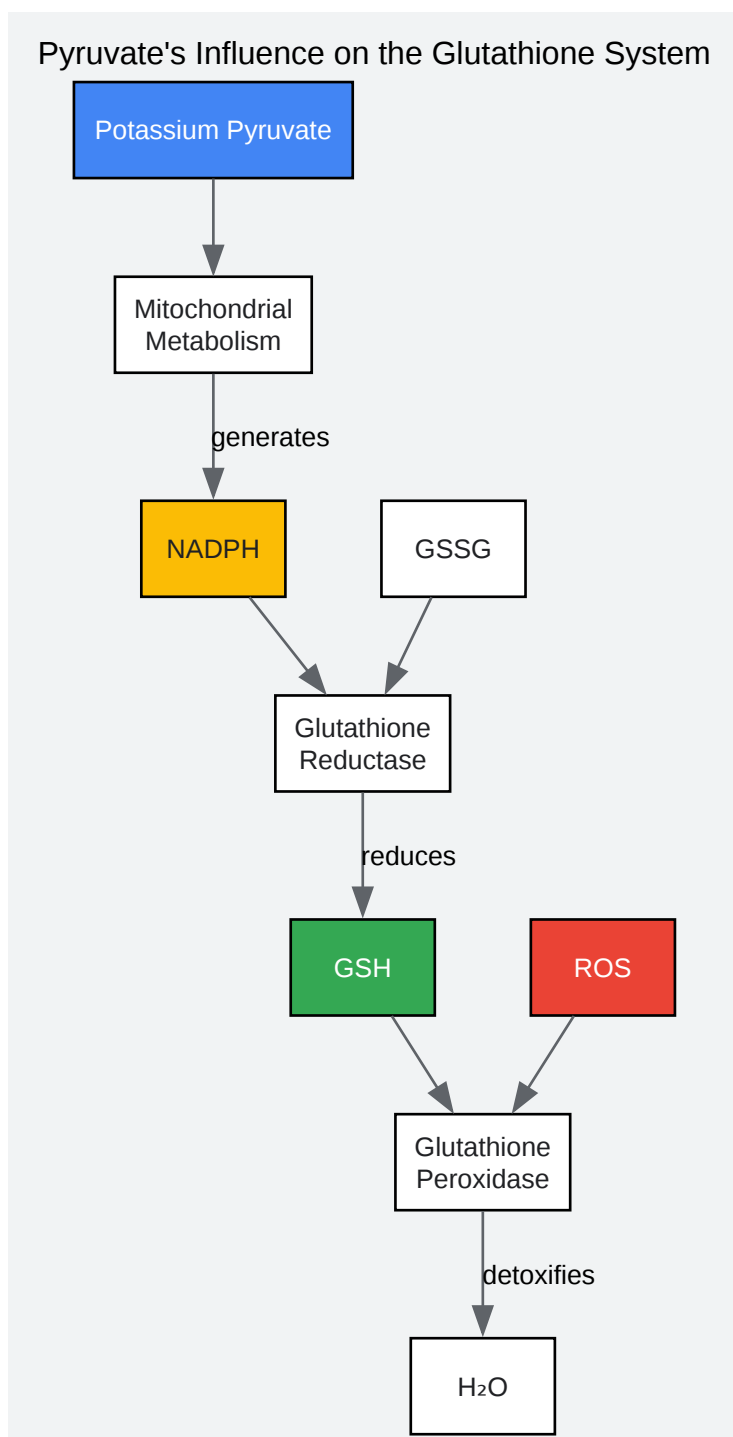 Pyruvate's Influence on the Glutathione System
Potassium Pyruvate
Mitochondrial
Metabolism
generates
NADPH
GSSG
Glutathione
Reductase
reduces
GSH
ROS
Glutathione
Peroxidase
detoxifies
H₂O